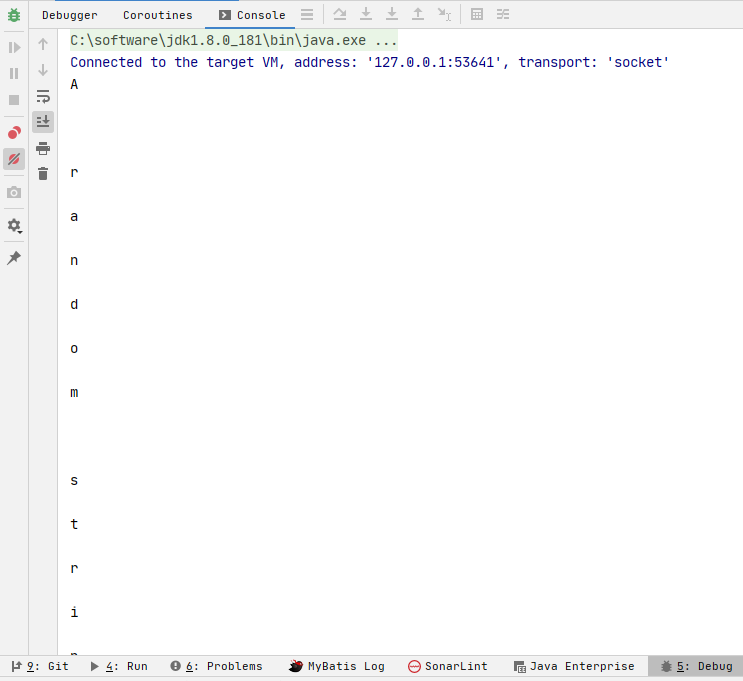 Debugger Coroutines Console
C:\software\jdk1.8.0_181\bin\java.exe ...
Connected to the target VM, address: '127.0.0.1:53641', transport: 'socket'
A
r
a
n
d
o
m
s
t
r
i
9: Git 4: Run 6: Problems MyBatis Log SonarLint Java Enterprise 5: Debug